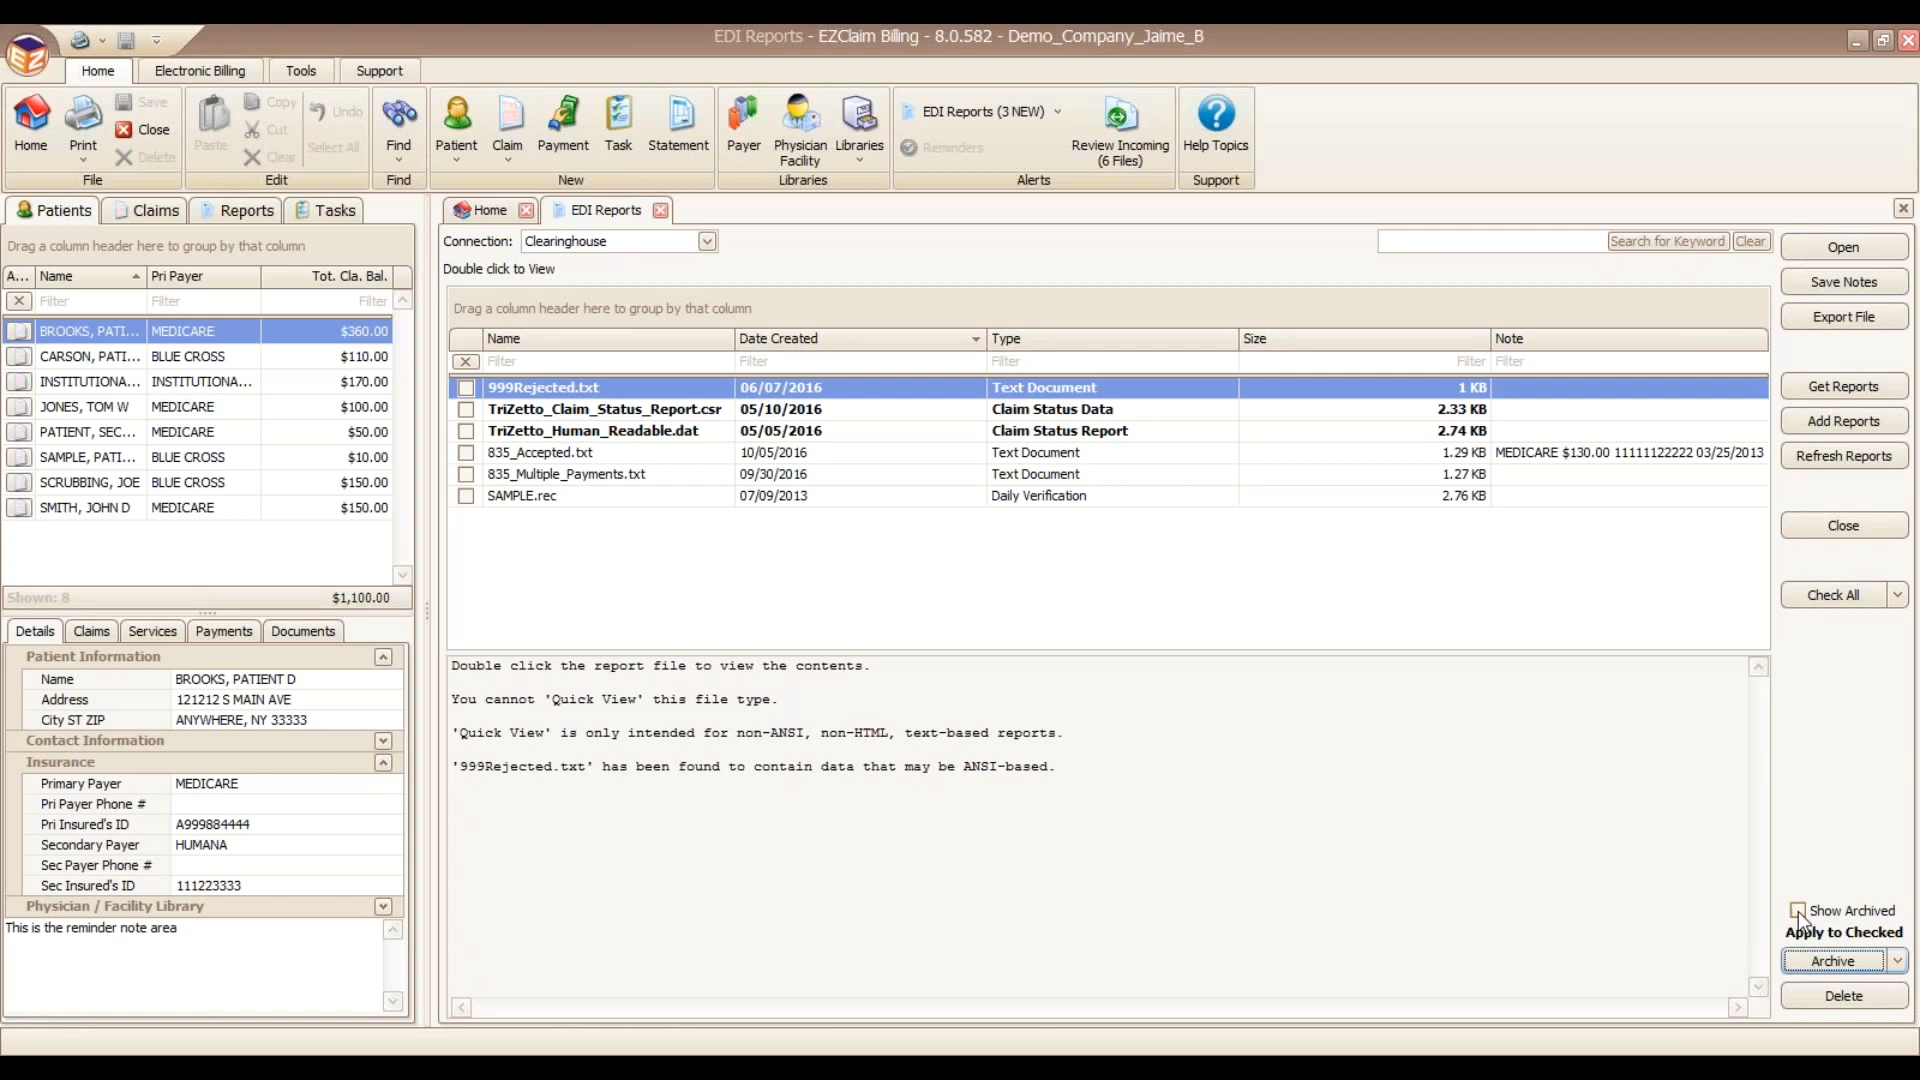 EDI Reports - EZClaim Billing - 8.0.582 - Demo_Company_Jaime_B
Home Electronic Billing Tools Support
Home Print Save Close Delete File
Paste Copy Cut Clear Undo Select All Edit
Find Find
Patient Claim Payment Task Statement New
Payer Physician Facility Libraries Libraries
EDI Reports (3 NEW) Reminders Review Incoming (6 Files) Alerts
Help Topics Support
Patients Claims Reports Tasks
Drag a column header here to group by that column
A... Name Pri Payer Tot. Cla. Bal.
Filter Filter Filter
BROOKS, PATI... MEDICARE $360.00
CARSON, PATI... BLUE CROSS $110.00
INSTITUTIONA... INSTITUTIONA... $170.00
JONES, TOM W MEDICARE $100.00
PATIENT, SEC... MEDICARE $50.00
SAMPLE, PATI... BLUE CROSS $10.00
SCRUBBING, JOE BLUE CROSS $150.00
SMITH, JOHN D MEDICARE $150.00
Shown: 8 $1,100.00
Details Claims Services Payments Documents
Patient Information
Name BROOKS, PATIENT D
Address 121212 S MAIN AVE
City ST ZIP ANYWHERE, NY 33333
Contact Information
Insurance
Primary Payer MEDICARE
Pri Payer Phone #
Pri Insured's ID A999884444
Secondary Payer HUMANA
Sec Payer Phone #
Sec Insured's ID 111223333
Physician / Facility Library
This is the reminder note area
Home EDI Reports
Connection: Clearinghouse Search for Keyword Clear
Double click to View
Drag a column header here to group by that column
Name Date Created Type Size Note
Filter Filter Filter Filter Filter
999Rejected.txt 06/07/2016 Text Document 1 KB
TriZetto_Claim_Status_Report.csr 05/10/2016 Claim Status Data 2.33 KB
TriZetto_Human_Readable.dat 05/05/2016 Claim Status Report 2.74 KB
835_Accepted.txt 10/05/2016 Text Document 1.29 KB MEDICARE $130.00 11111122222 03/25/2013
835_Multiple_Payments.txt 09/30/2016 Text Document 1.27 KB
SAMPLE.rec 07/09/2013 Daily Verification 2.76 KB
Double click the report file to view the contents.
You cannot 'Quick View' this file type.
'Quick View' is only intended for non-ANSI, non-HTML, text-based reports.
'999Rejected.txt' has been found to contain data that may be ANSI-based.
Open
Save Notes
Export File
Get Reports
Add Reports
Refresh Reports
Close
Check All
Show Archived
Apply to Checked
Archive
Delete